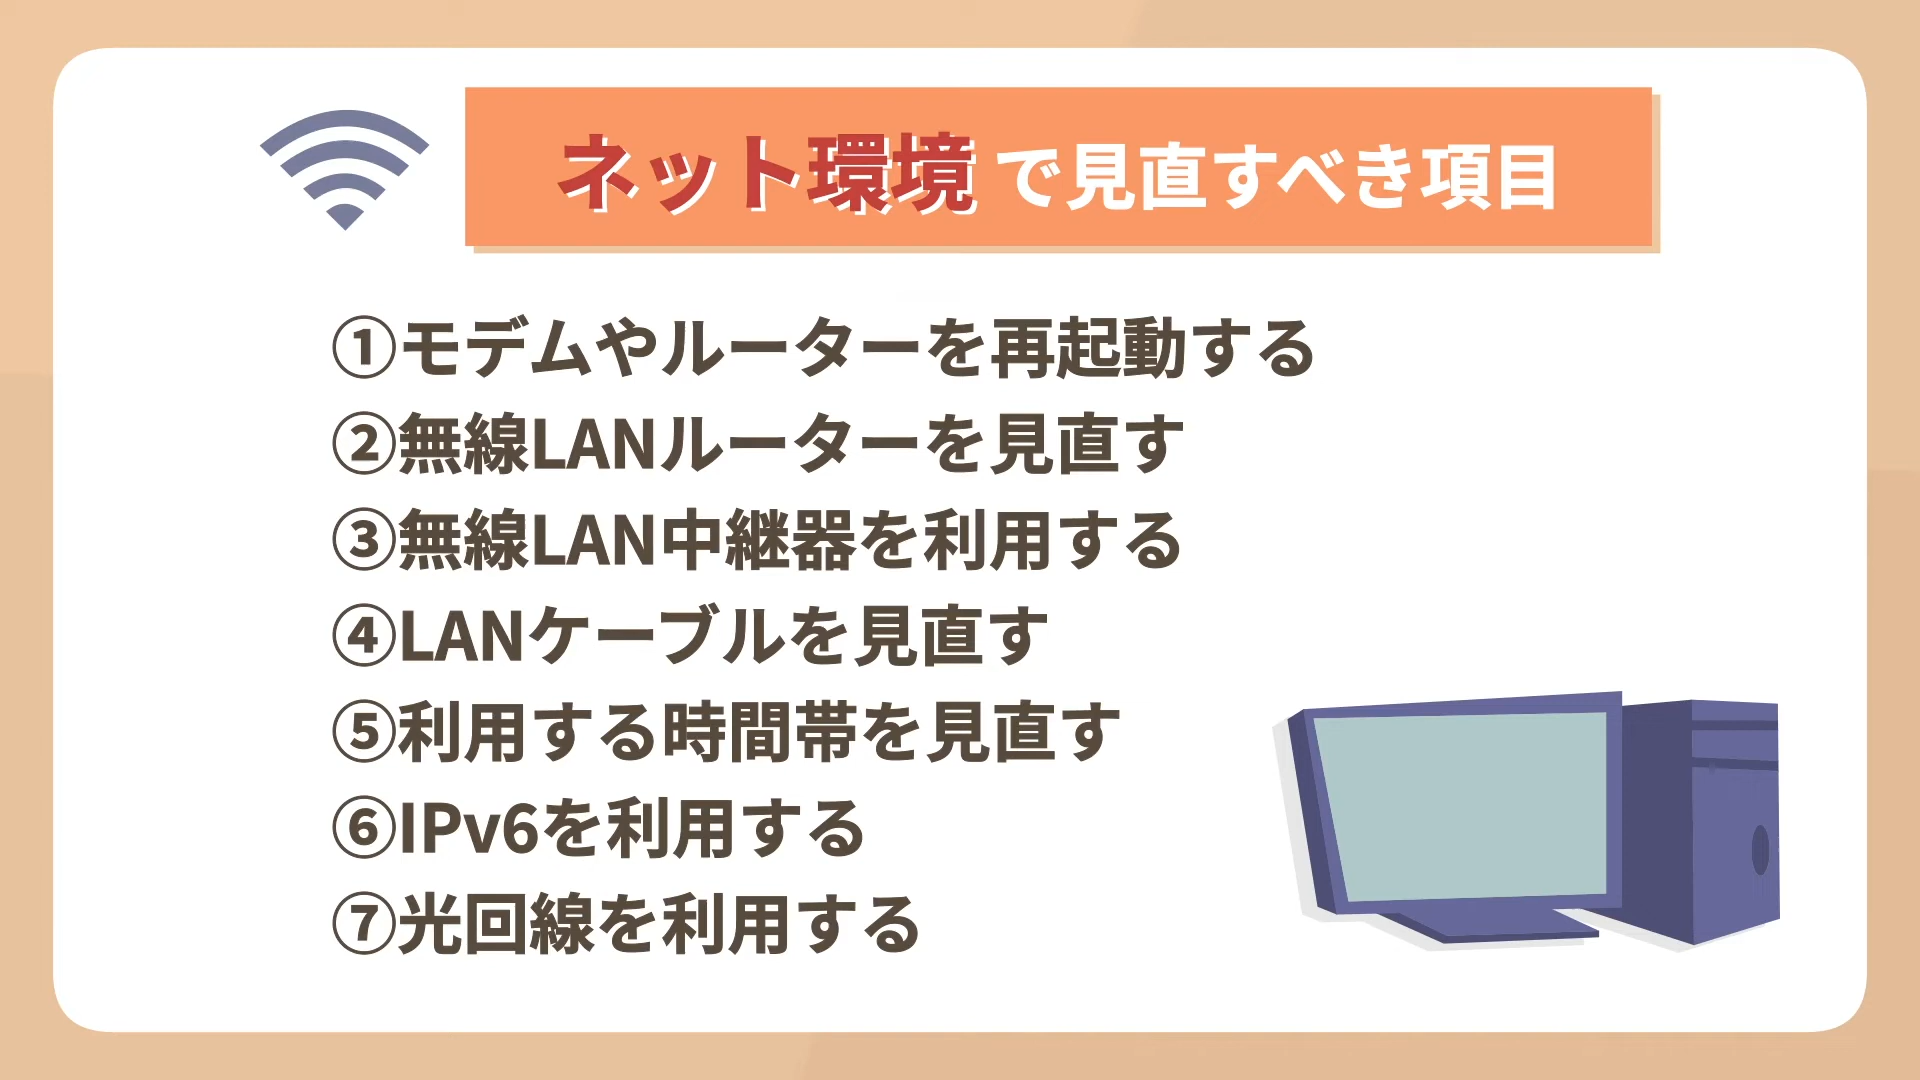 ネット環境で見直すべき項目
①モデムやルーターを再起動する
②無線LANルーターを見直す
③無線LAN中継器を利用する
④LANケーブルを見直す
⑤利用する時間帯を見直す
⑥IPv6を利用する
⑦光回線を利用する